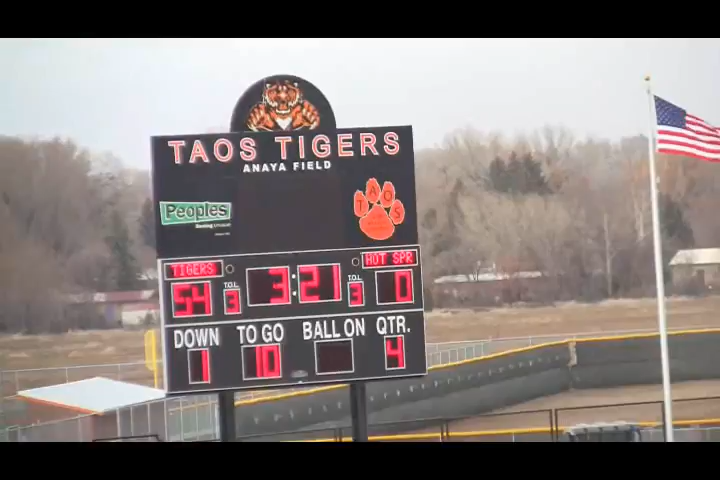 TAOS TIGERS
ANAYA FIELD
Peoples
TAOS
TIGERS HOT SPR
T.O.L. T.O.L.
54 3 3:21 3 0
DOWN TO GO BALL ON QTR.
1 10 4